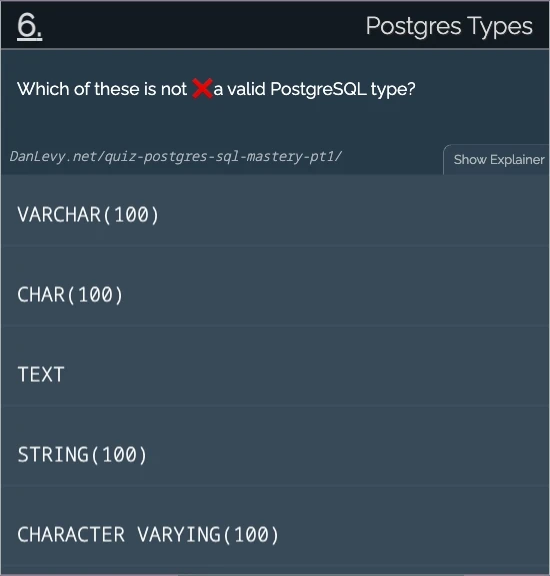 6.
Postgres Types
Which of these is not ❌a valid PostgreSQL type?
DanLevy.net/quiz-postgres-sql-mastery-pt1/
Show Explainer
VARCHAR(100)
CHAR(100)
TEXT
STRING(100)
CHARACTER VARYING(100)